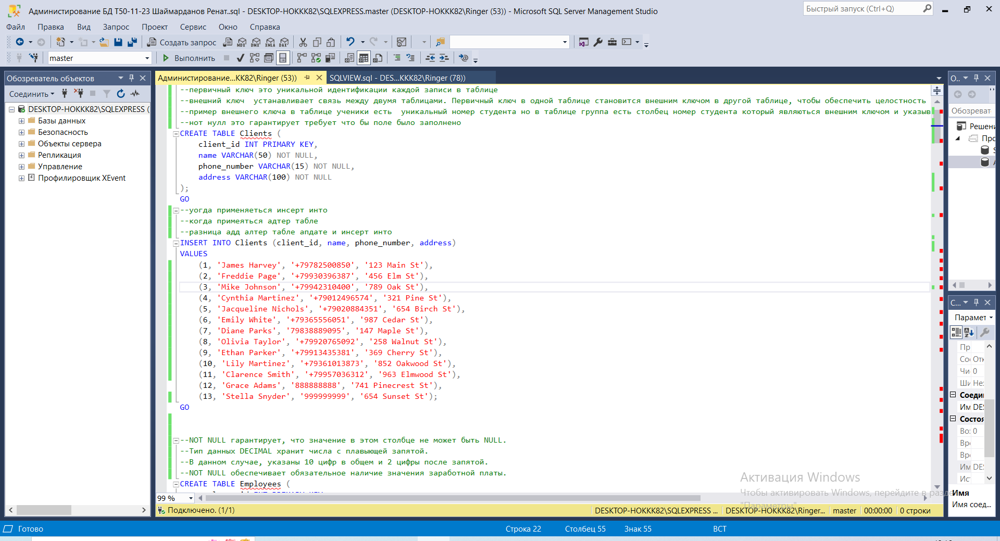 Администирование БД Т50-11-23 Шаймарданов Ренат..sql - DESKTOP-HOKKK82\SQLEXPRESS.master (DESKTOP-HOKKK82\Ringer (53)) - Microsoft SQL Server Management Studio
Быстрый запуск (Ctrl+Q)
Файл Правка Вид Запрос Проект Сервис Окно Справка
Создать запрос
MDX DMX XMLA DAX
master
Выполнить
Обозреватель объектов
Соединить
DESKTOP-HOKKK82\SQLEXPRESS (
Базы данных
Безопасность
Объекты сервера
Репликация
Управление
Профилировщик XEvent
Администирование...KK82\Ringer (53))
SQLVIEW.sql - DES...KKK82\Ringer (78))
--первичный ключ это уникальной идентификации каждой записи в таблице
--внешний ключ  устанавливает связь между двумя таблицами. Первичный ключ в одной таблице становится внешним ключом в другой таблице, чтобы обеспечить целостность
--пример внешнего ключа в таблице ученики есть  уникальный номер студента но в таблице группа есть столбец номер студента который являються внешним ключом и указыв
--нот нулл это гарантирует требует что бы поле было заполнено
CREATE TABLE Clients (
client_id INT PRIMARY KEY,
name VARCHAR(50) NOT NULL,
phone_number VARCHAR(15) NOT NULL,
address VARCHAR(100) NOT NULL
);
GO
--уогда применяеться инсерт инто
--когда примеяться адтер табле
--разница адд алтер табле апдате и инсерт инто
INSERT INTO Clients (client_id, name, phone_number, address)
VALUES
(1, 'James Harvey', '+79782500850', '123 Main St'),
(2, 'Freddie Page', '+79930396387', '456 Elm St'),
(3, 'Mike Johnson', '+79942310400', '789 Oak St'),
(4, 'Cynthia Martinez', '+79012496574', '321 Pine St'),
(5, 'Jacqueline Nichols', '+79020884351', '654 Birch St'),
(6, 'Emily White', '+79365556051', '987 Cedar St'),
(7, 'Diane Parks', '79838889095', '147 Maple St'),
(8, 'Olivia Taylor', '+79920765092', '258 Walnut St'),
(9, 'Ethan Parker', '+79913435381', '369 Cherry St'),
(10, 'Lily Martinez', '+79361013873', '852 Oakwood St'),
(11, 'Clarence Smith', '+79957036312', '963 Elmwood St'),
(12, 'Grace Adams', '888888888', '741 Pinecrest St'),
(13, 'Stella Snyder', '999999999', '654 Sunset St');
GO
--NOT NULL гарантирует, что значение в этом столбце не может быть NULL.
--Тип данных DECIMAL хранит числа с плавыющей запятой.
--В данном случае, указаны 10 цифр в общем и 2 цифры после запятой.
--NOT NULL обеспечивает обязательное наличие значения заработной платы.
CREATE TABLE Employees (
99 %
Подключено. (1/1)
DESKTOP-HOKKK82\SQLEXPRESS ...
DESKTOP-HOKKK82\Ringer...
master
00:00:00
0 строки
О..
Обозреват
Решени
Про
С...
Парамет
Пр
Сос Отк
Чи 0
Ши Не:
Соеди
Им DES
Состоя
Во: 0
Вре
Вре
Им DES
Ис
Имя
Имя соед...
Активация Windows
Чтобы активировать Windows, перейдите в разде
"Параметры".
Готово
Строка 22
Столбец 55
Знак 55
ВСТ